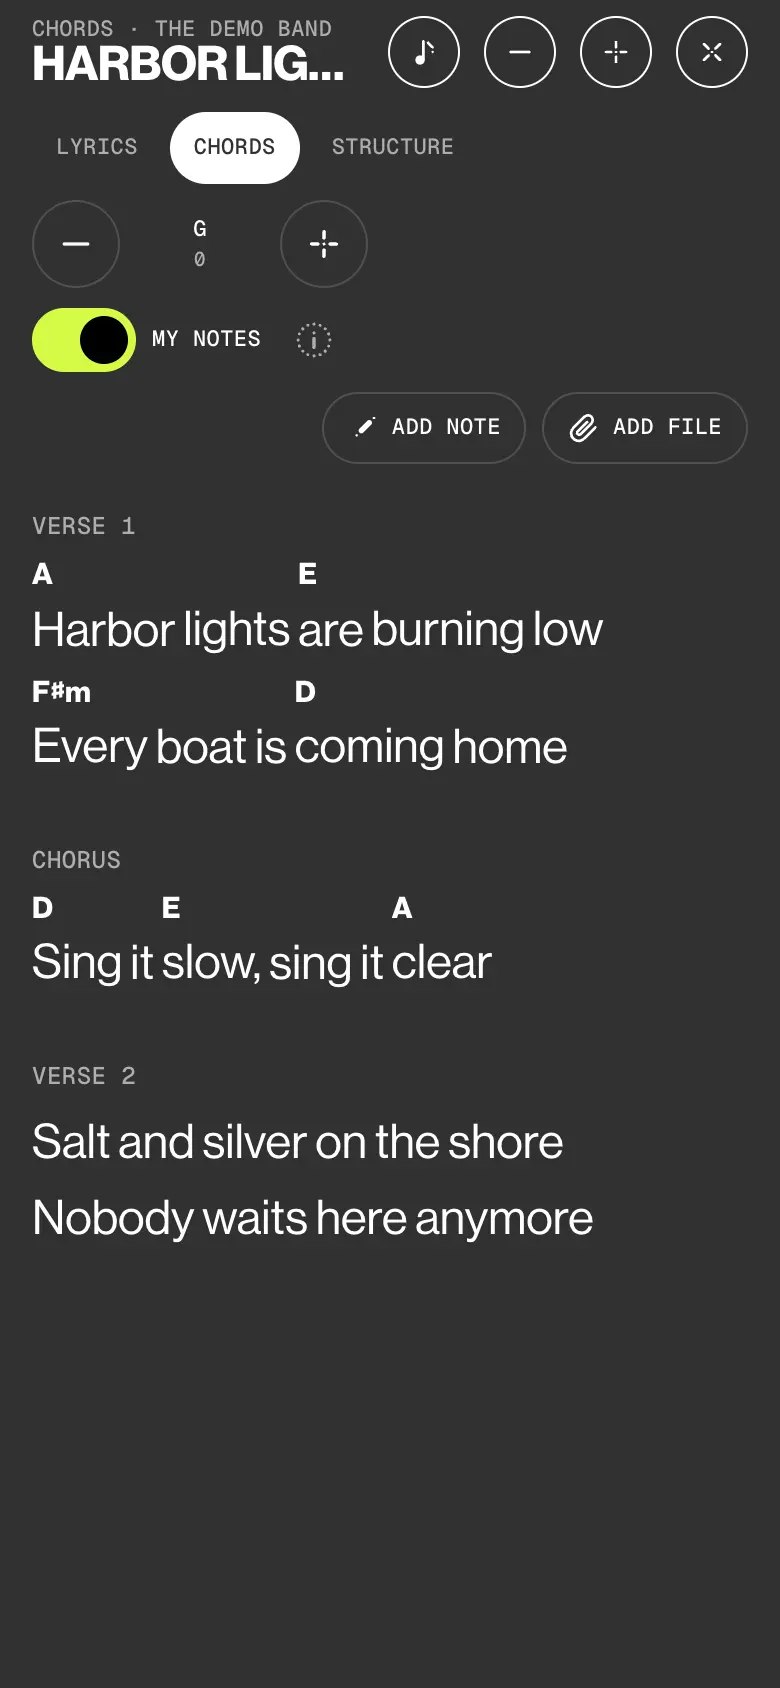 CHORDS · THE DEMO BAND
HARBOR LIG...
LYRICS CHORDS STRUCTURE
G
0
MY NOTES
ADD NOTE ADD FILE
VERSE 1
A E
Harbor lights are burning low
F#m D
Every boat is coming home
CHORUS
D E A
Sing it slow, sing it clear
VERSE 2
Salt and silver on the shore
Nobody waits here anymore